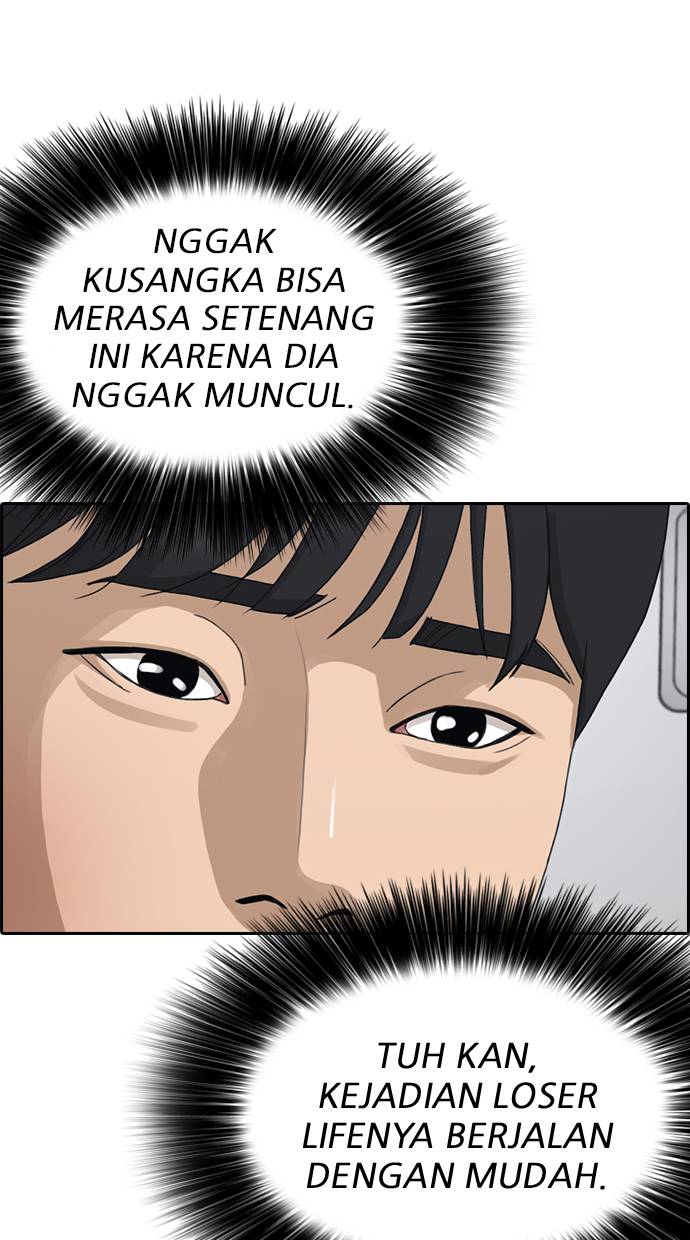 NGGAK
KUSANGKA BISA
MERASA SETENANG
INI KARENA DIA
NGGAK MUNCUL.
TUH KAN,
KEJADIAN LOSER
LIFENYA BERJALAN
DENGAN MUDAH.